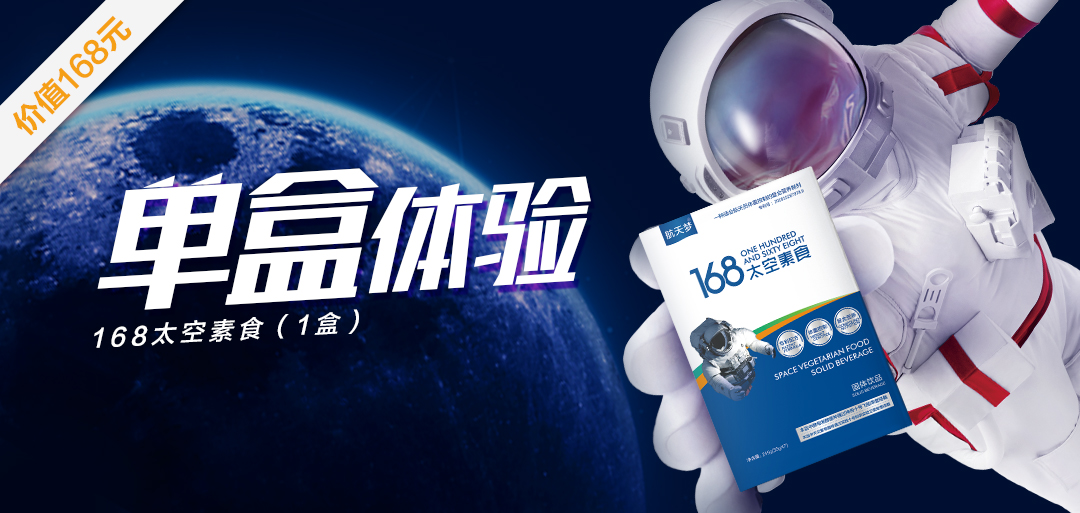 价值168元
单盒体验
168太空素食（1盒）
航天梦
168
ONE HUNDRED
AND SIXTY EIGHT
太空素食
SPACE VEGETARIAN FOOD
SOLID BEVERAGE
固体饮品
SOLID BEVERAGE